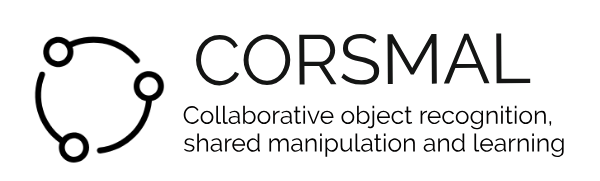 CORSMAL
Collaborative object recognition,
shared manipulation and learning